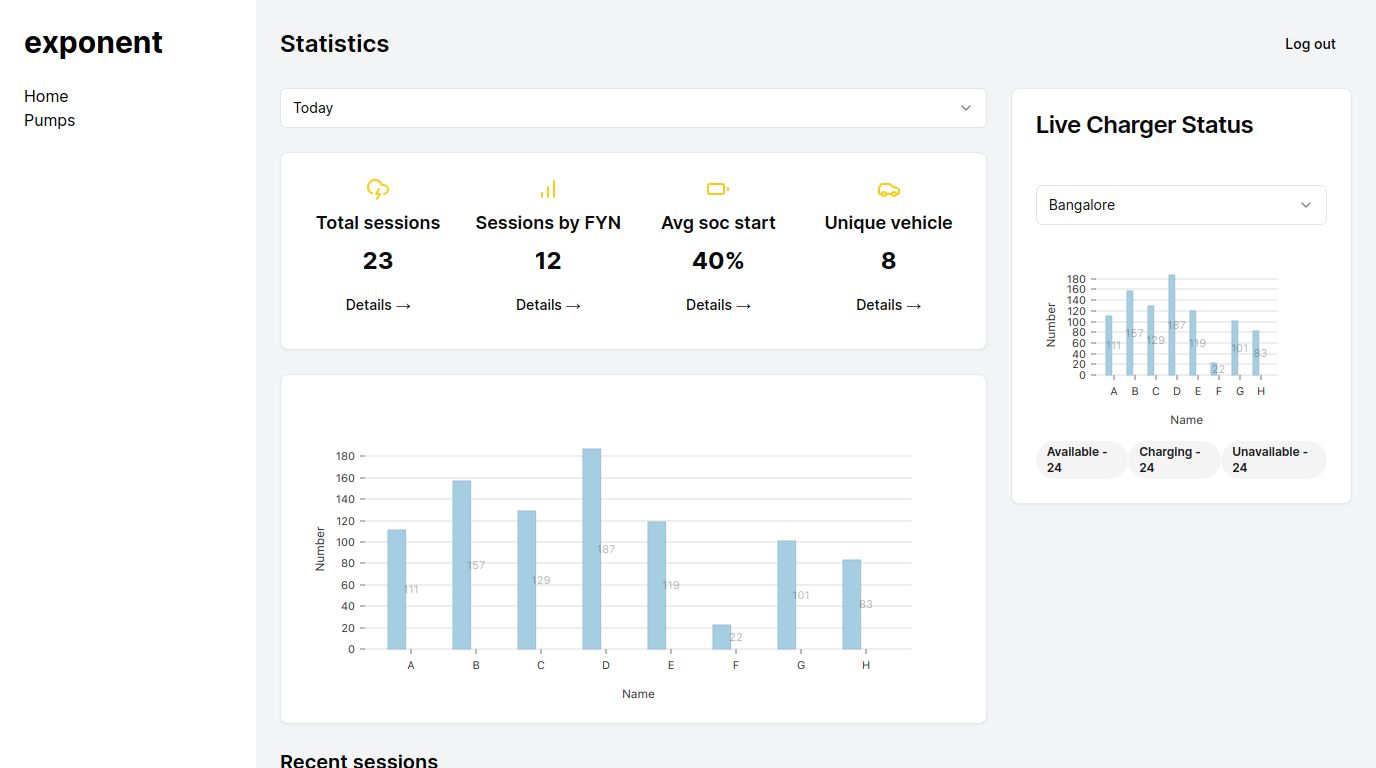 exponent
Home
Pumps
Statistics
Log out
Today
Total sessions
23
Details →
Sessions by FYN
12
Details →
Avg soc start
40%
Details →
Unique vehicle
8
Details →
Number
180
160
140
120
100
80
60
40
20
0
111
157
129
187
119
22
101
83
A B C D E F G H
Name
Recent sessions
Live Charger Status
Bangalore
Number
180
160
140
120
100
80
60
40
20
0
111
157
129
187
119
22
101
83
A B C D E F G H
Name
Available -
24
Charging -
24
Unavailable -
24